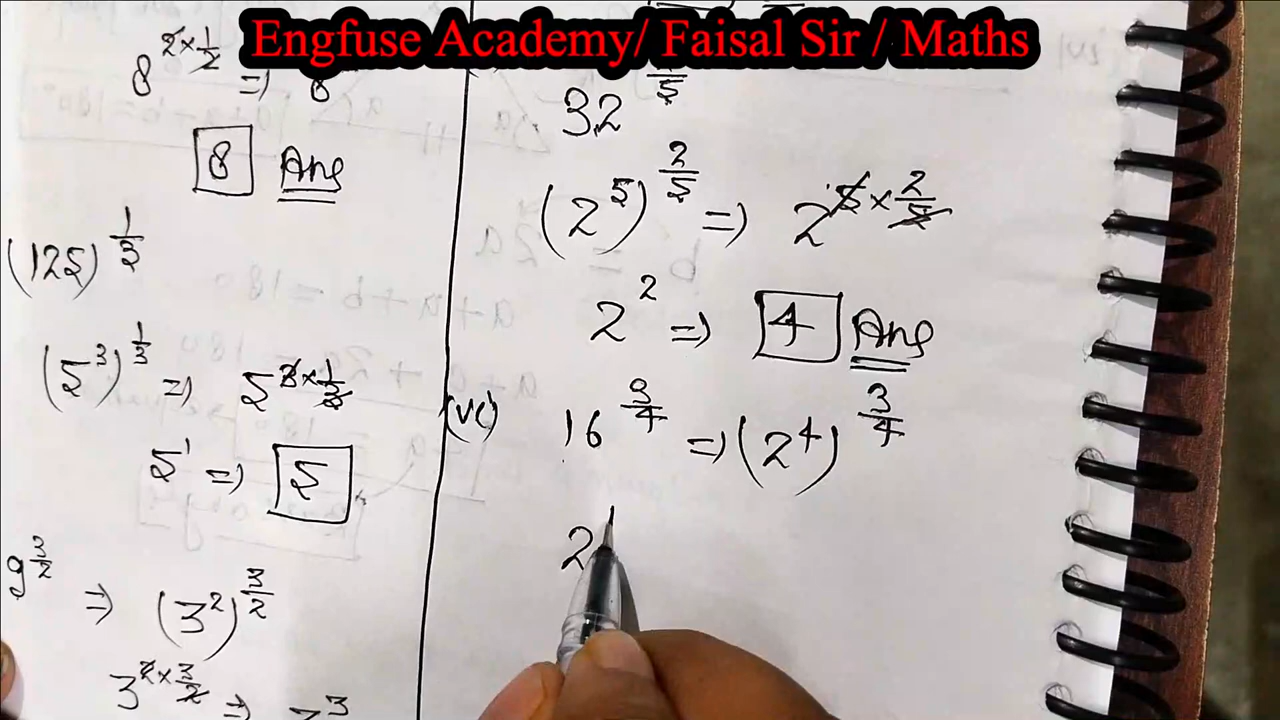 Engfuse Academy/ Faisal Sir / Maths
8^{2×1/2} ⇒ 8
8 Ans
(125)^{1/3}
(5^3)^{1/3} ⇒ 5^{3×1/3}
5^1 ⇒ 5
9^{3/2}
⇒ (3^2)^{3/2}
3^{2×3/2} ⇒ 3^3
32
(2^5)^{2/5} ⇒ 2^{5×2/5}
2^2 ⇒ 4 Ans
(vi) 16^{3/4} ⇒ (2^4)^{3/4}
2